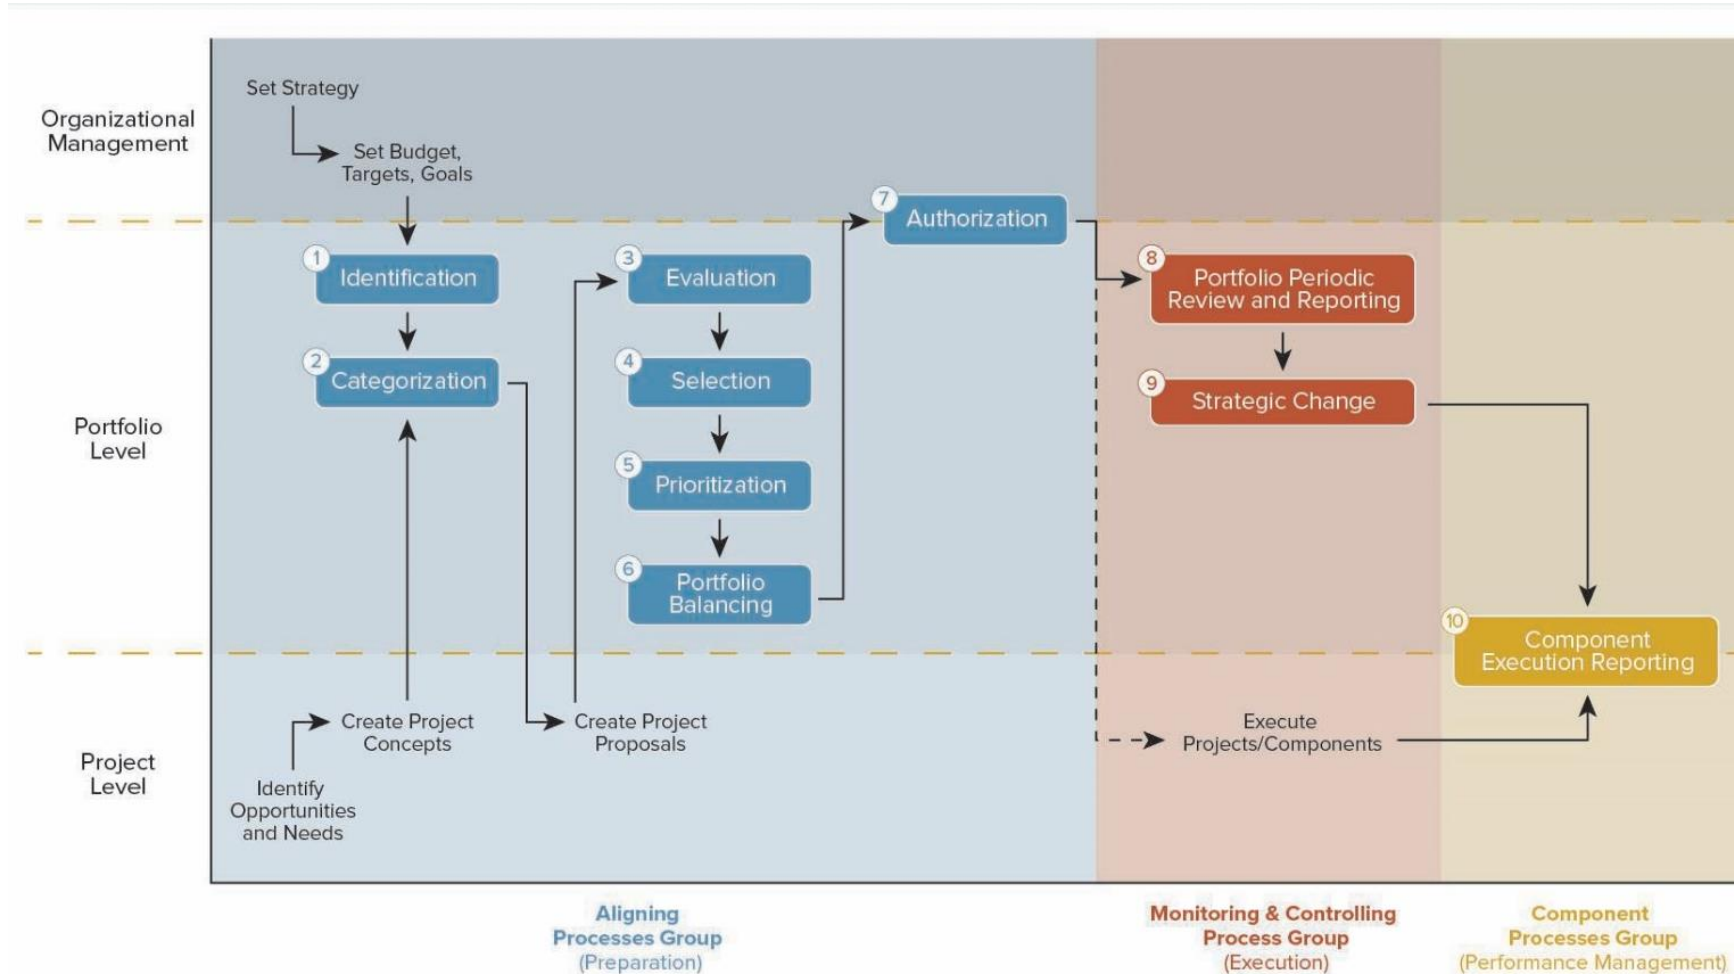 Organizational
Management
Set Strategy
Set Budget,
Targets, Goals
7
Authorization
Portfolio
Level
1
Identification
2
Categorization
3
Evaluation
4
Selection
5
Prioritization
6
Portfolio
Balancing
8
Portfolio Periodic
Review and Reporting
9
Strategic Change
10
Component
Execution Reporting
Project
Level
Create Project
Concepts
Identify
Opportunities
and Needs
Create Project
Proposals
Execute
Projects/Components
Aligning
Processes Group
(Preparation)
Monitoring & Controlling
Process Group
(Execution)
Component
Processes Group
(Performance Management)